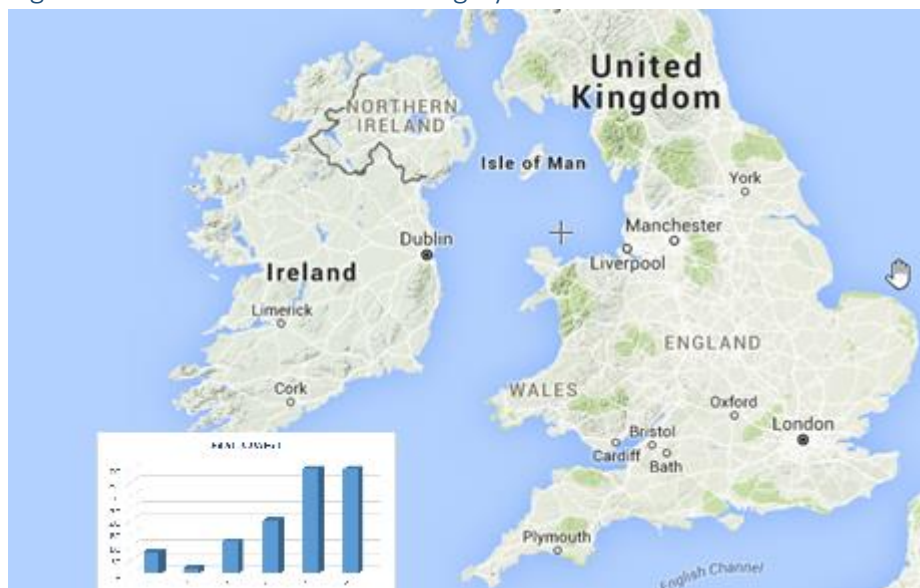 United
Kingdom
NORTHERN
IRELAND
Isle of Man
York
Manchester
Dublin
Liverpool
Ireland
Limerick
ENGLAND
WALES
Cork
Oxford
London
Bristol
Cardiff
Bath
Plymouth
English Channel